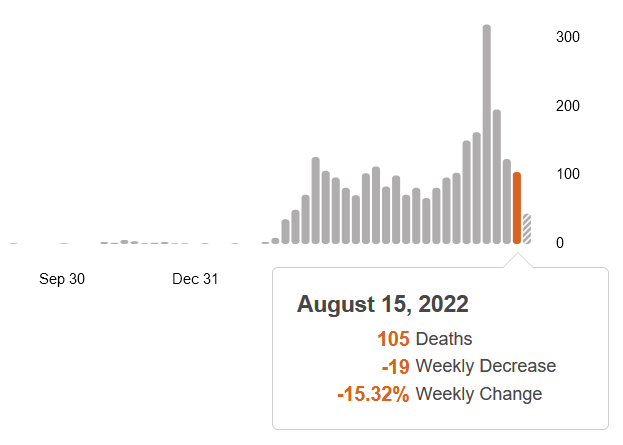 300
200
100
0
Sep 30
Dec 31
August 15, 2022
105 Deaths
-19 Weekly Decrease
-15.32% Weekly Change